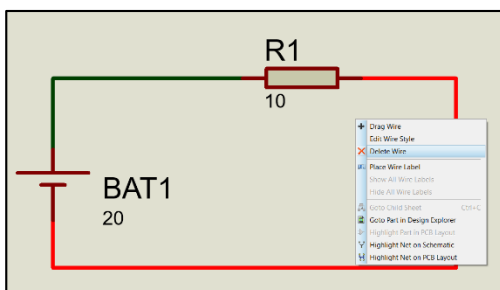 R1
10
BAT1
20
Drag Wire
Edit Wire Style
Delete Wire
Place Wire Label
Show All Wire Labels
Hide All Wire Labels
Goto Child Sheet Ctrl+C
Goto Part in Design Explorer
Highlight Part in PCB Layout
Highlight Net on Schematic
Highlight Net on PCB Layout